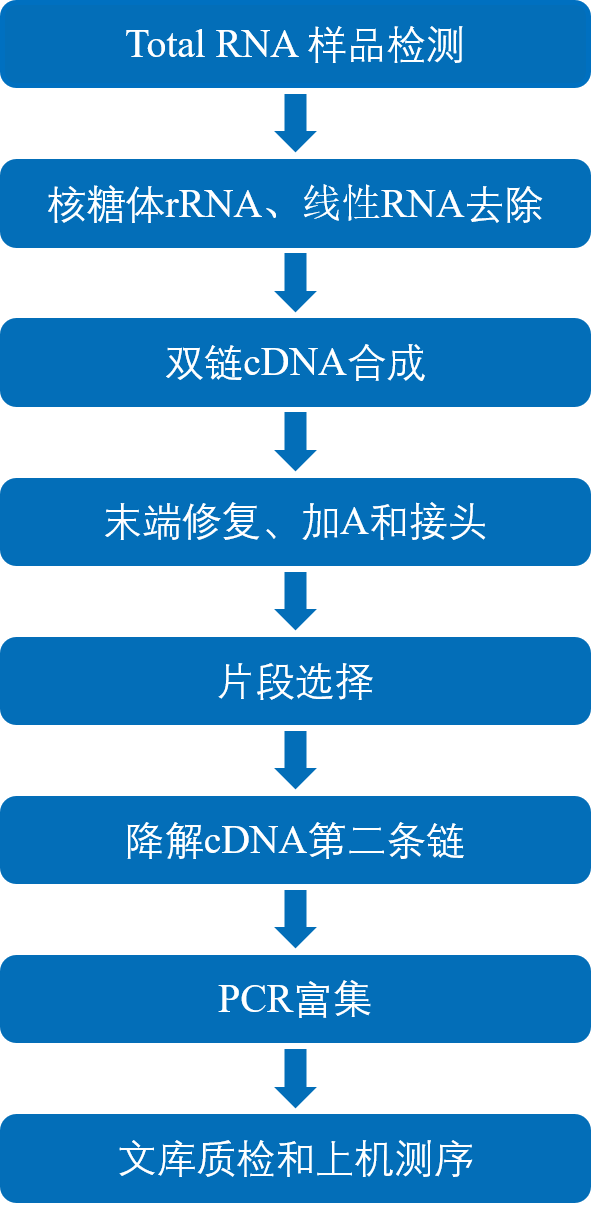 Total RNA 样品检测
核糖体rRNA、线性RNA去除
双链cDNA合成
末端修复、加A和接头
片段选择
降解cDNA第二条链
PCR富集
文库质检和上机测序